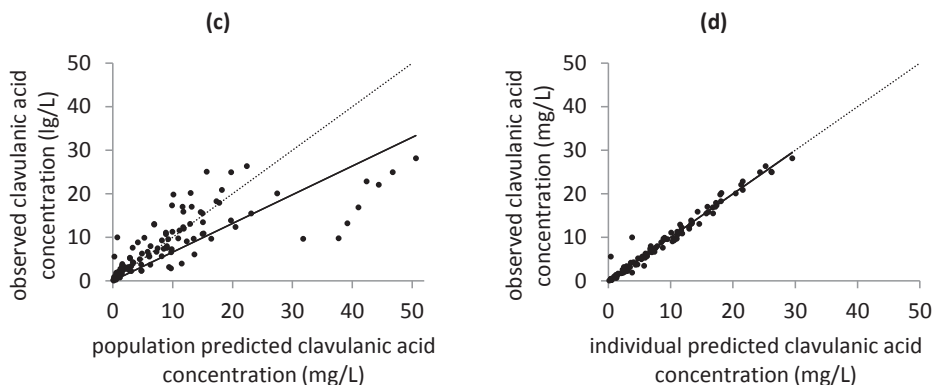 (c)
50
40
30
20
10
0
0 10 20 30 40 50
observed clavulanic acid
concentration (lg/L)
population predicted clavulanic acid
concentration (mg/L)
(d)
50
40
30
20
10
0
0 10 20 30 40 50
observed clavulanic acid
concentration (mg/L)
individual predicted clavulanic acid
concentration (mg/L)